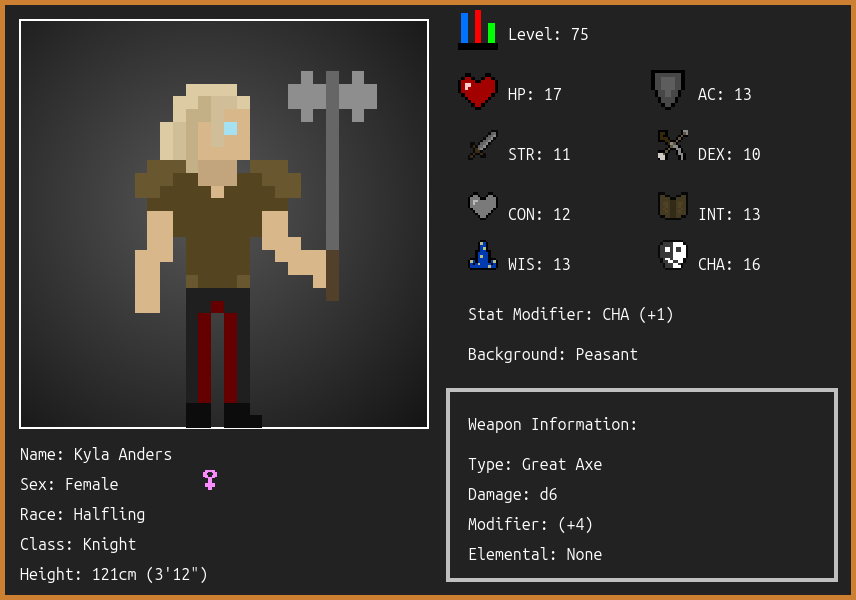 Level: 75
HP: 17
AC: 13
STR: 11
DEX: 10
CON: 12
INT: 13
WIS: 13
CHA: 16
Stat Modifier: CHA (+1)
Background: Peasant
Weapon Information:
Type: Great Axe
Damage: d6
Modifier: (+4)
Elemental: None
Name: Kyla Anders
Sex: Female
Race: Halfling
Class: Knight
Height: 121cm (3'12")